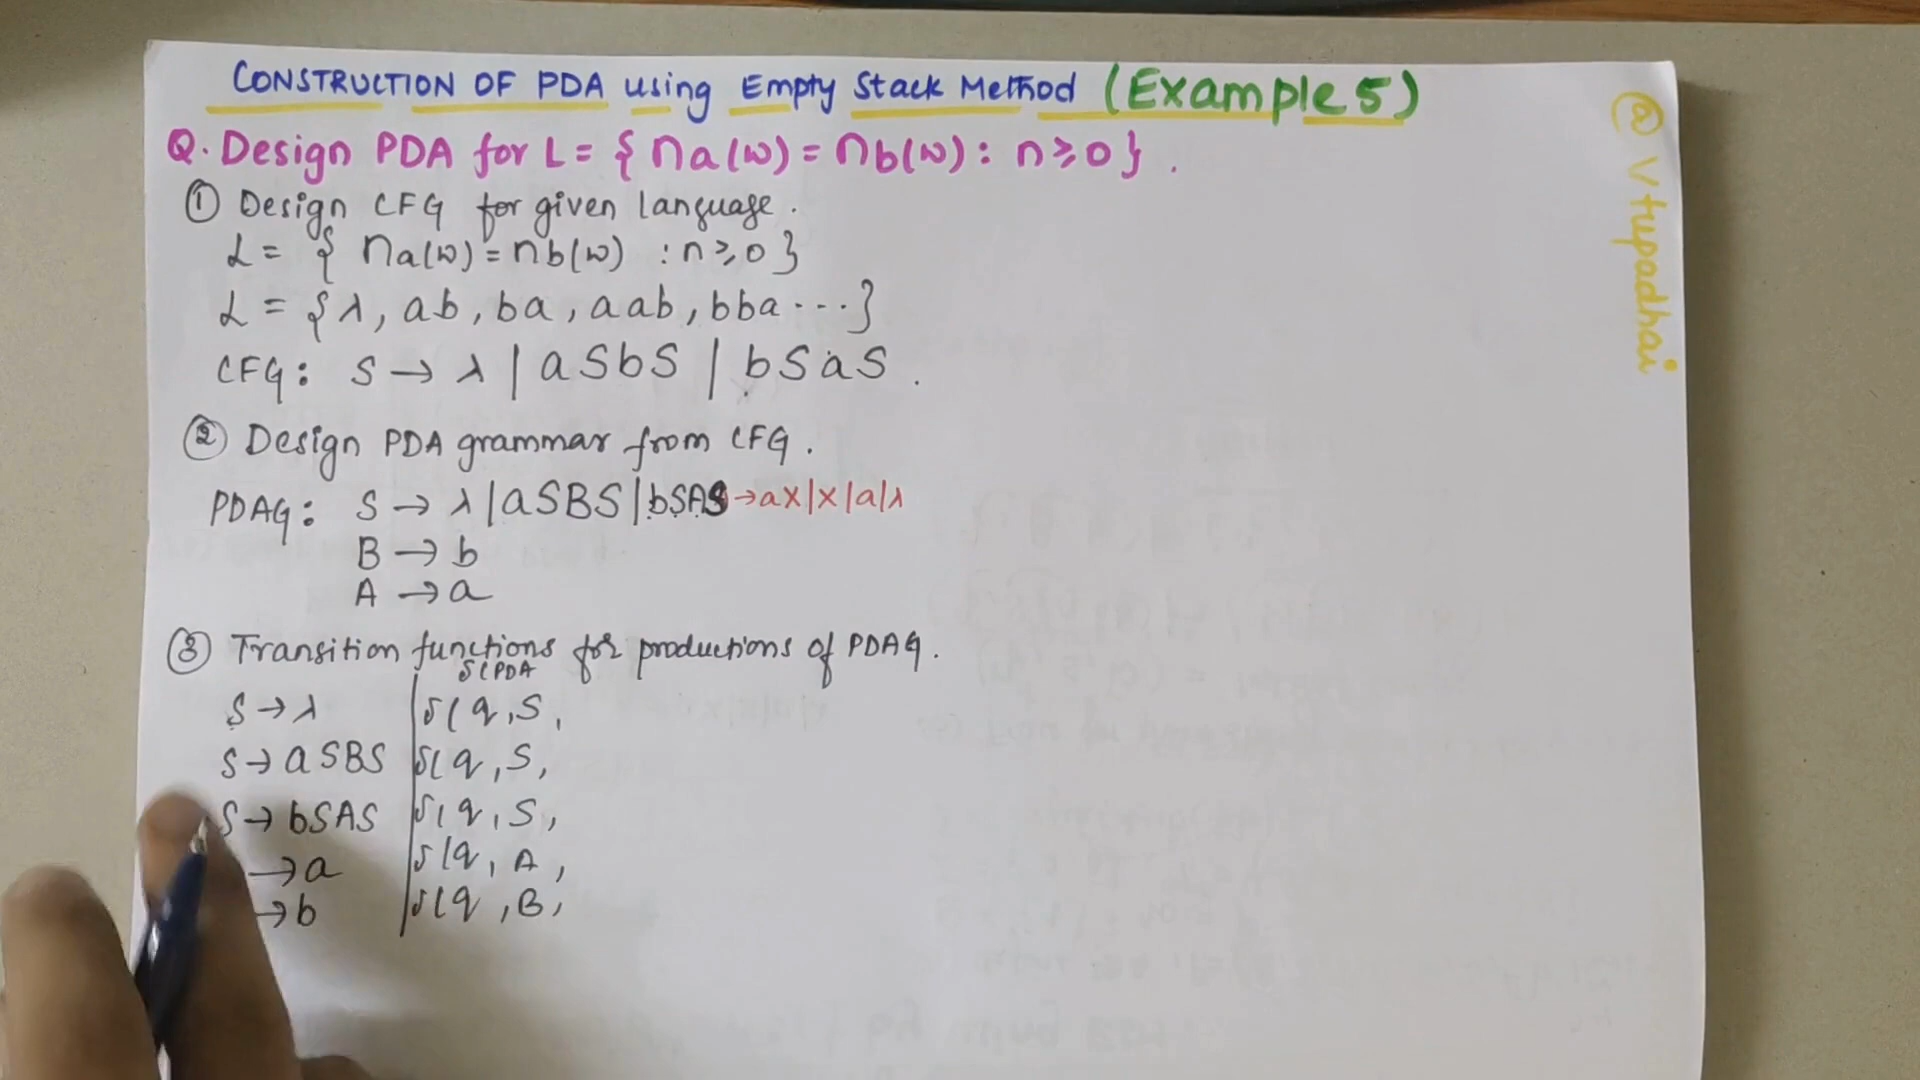 CONSTRUCTION OF PDA using Empty Stack Method (Example 5)
Q. Design PDA for L = { na(w) = nb(w) : n ≥ 0 } .
① Design CFG for given language .
L = { na(w) = nb(w) : n ≥ 0 }
L = { λ, ab, ba, aab, bba ... }
CFG : S → λ | aSbS | bSaS .
② Design PDA grammar from CFG .
PDAG : S → λ | aSBS | bSAS → ax | x | a | λ
B → b
A → a
③ Transition functions for productions of PDAG .
δ(PDA
S → λ | δ( q , S ,
S → aSBS | δ( q , S ,
S → bSAS | δ( q , S ,
→ a | δ( q , A ,
→ b | δ( q , B ,
@Vtupadhai